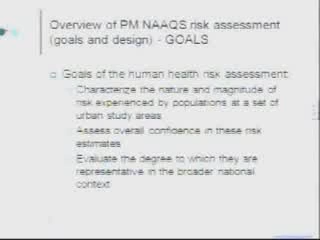 Overview of PM NAAQS risk assessment
(goals and design) - GOALS
Goals of the human health risk assessment:
Characterize the nature and magnitude of
risk experienced by populations at a set of
urban study areas
Assess overall confidence in these risk
estimates
Evaluate the degree to which they are
representative in the broader national
context